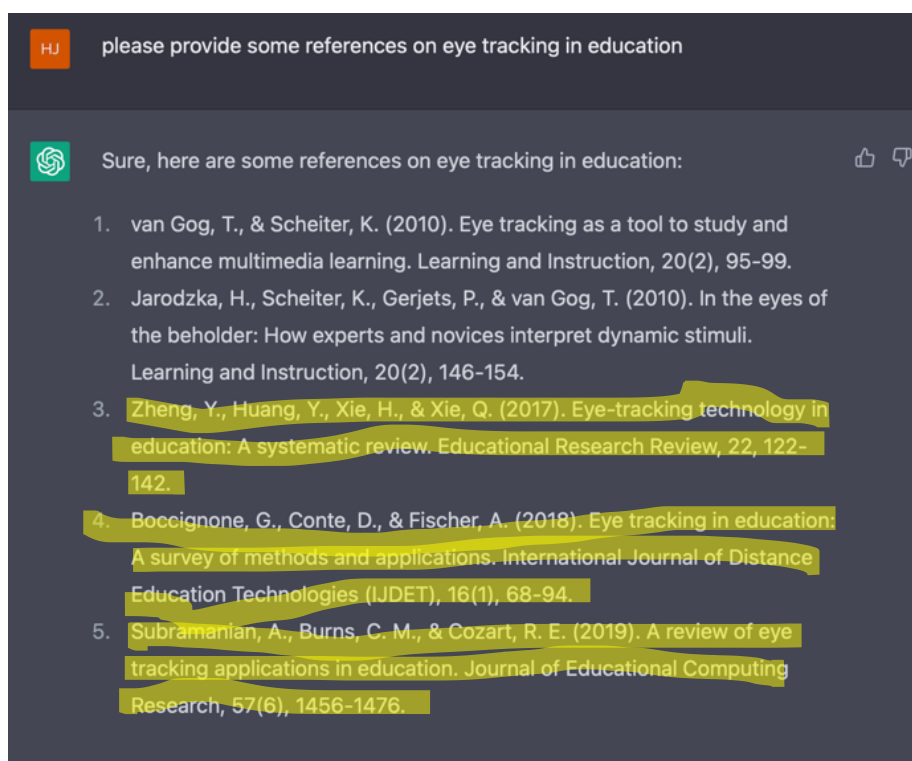 HJ
please provide some references on eye tracking in education
Sure, here are some references on eye tracking in education:
1. van Gog, T., & Scheiter, K. (2010). Eye tracking as a tool to study and
enhance multimedia learning. Learning and Instruction, 20(2), 95-99.
2. Jarodzka, H., Scheiter, K., Gerjets, P., & van Gog, T. (2010). In the eyes of
the beholder: How experts and novices interpret dynamic stimuli.
Learning and Instruction, 20(2), 146-154.
3. Zheng, Y., Huang, Y., Xie, H., & Xie, Q. (2017). Eye-tracking technology in
education: A systematic review. Educational Research Review, 22, 122-
142.
4. Boccignone, G., Conte, D., & Fischer, A. (2018). Eye tracking in education:
A survey of methods and applications. International Journal of Distance
Education Technologies (IJDET), 16(1), 68-94.
5. Subramanian, A., Burns, C. M., & Cozart, R. E. (2019). A review of eye
tracking applications in education. Journal of Educational Computing
Research, 57(6), 1456-1476.